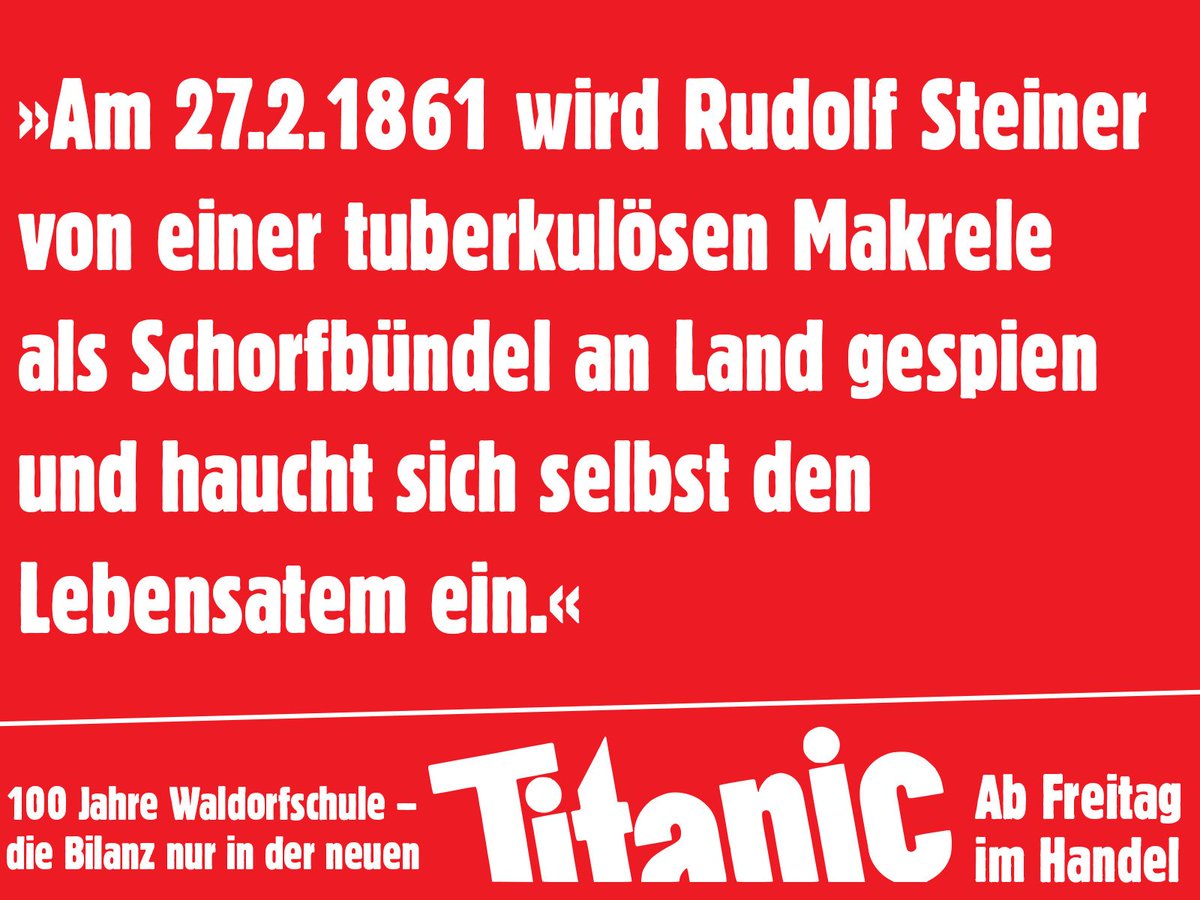 »Am 27.2.1861 wird Rudolf Steiner
von einer tuberkulösen Makrele
als Schorfbündel an Land gespien
und haucht sich selbst den
Lebensatem ein.«
100 Jahre Waldorfschule –
die Bilanz nur in der neuen
Titanic
Ab Freitag
im Handel